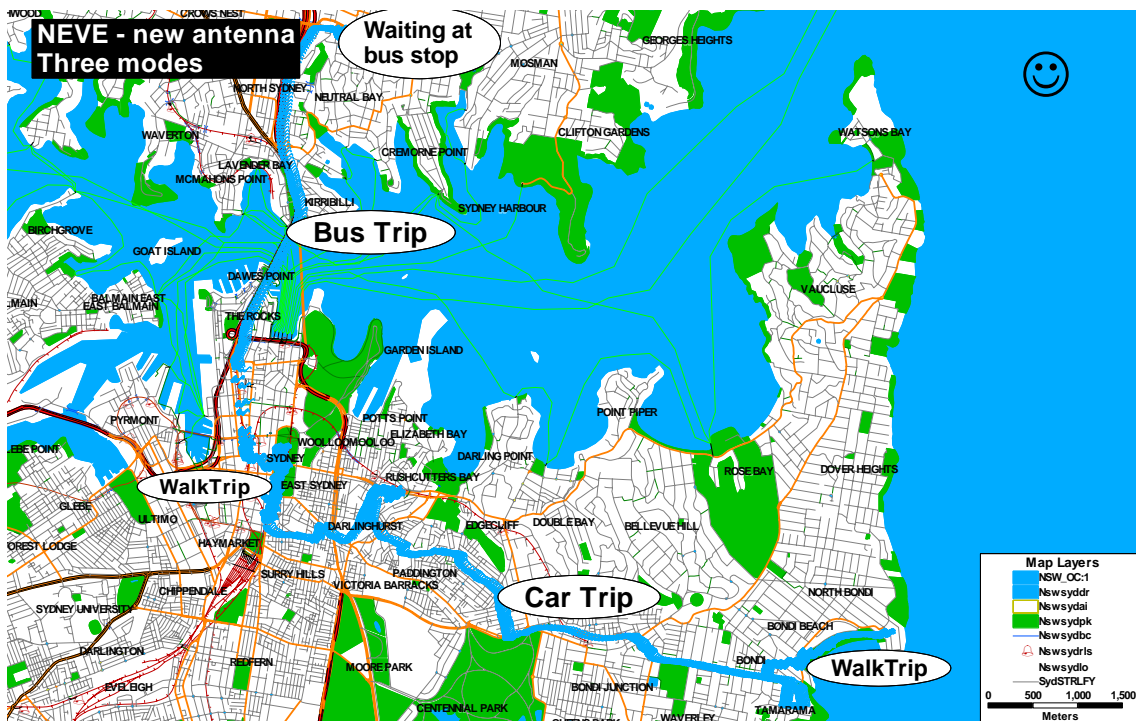 NEVE - new antenna
Three modes
WOOD
CROWS NEST
Waiting at
bus stop
GEORGES HEIGHTS
MOSMAN
NORTH SYDNEY
NEUTRAL BAY
WAVERTON
CREMORNE POINT
CLIFTON GARDENS
WATSONS BAY
LAVENDER BAY
MCMAHONS POINT
KIRRIBILLI
SYDNEY HARBOUR
BIRCHGROVE
Bus Trip
GOAT ISLAND
DAWES POINT
VAUCLUSE
LMAIN
BALMAIN EAST
EAST BALMAIN
THE ROCKS
GARDEN ISLAND
PYRMONT
POTTS POINT
POINT PIPER
ELIZABETH BAY
LEBE POINT
WOOLLOOMOOLOO
SYDNEY
DARLING POINT
ROSE BAY
DOVER HEIGHTS
RUSHCUTTERS BAY
WalkTrip
EAST SYDNEY
GLEBE
ULTIMO
DARLINGHURST
EDGECLIFF
DOUBLE BAY
BELLEVUE HILL
FOREST LODGE
HAYMARKET
SURRY HILLS
PADDINGTON
CHIPPENDALE
VICTORIA BARRACKS
Car Trip
NORTH BONDI
SYDNEY UNIVERSITY
BONDI BEACH
DARLINGTON
REDFERN
MOORE PARK
BONDI
WalkTrip
EVELEIGH
BONDI JUNCTION
CENTENNIAL PARK
WAVERLEY
TAMARAMA
Map Layers
NSW_OC:1
Nswsyddr
Nswsydai
Nswsydpk
Nswsydbc
Nswsydrls
Nswsydlo
SydSTRLFY
0 500 1,000 1,500
Meters